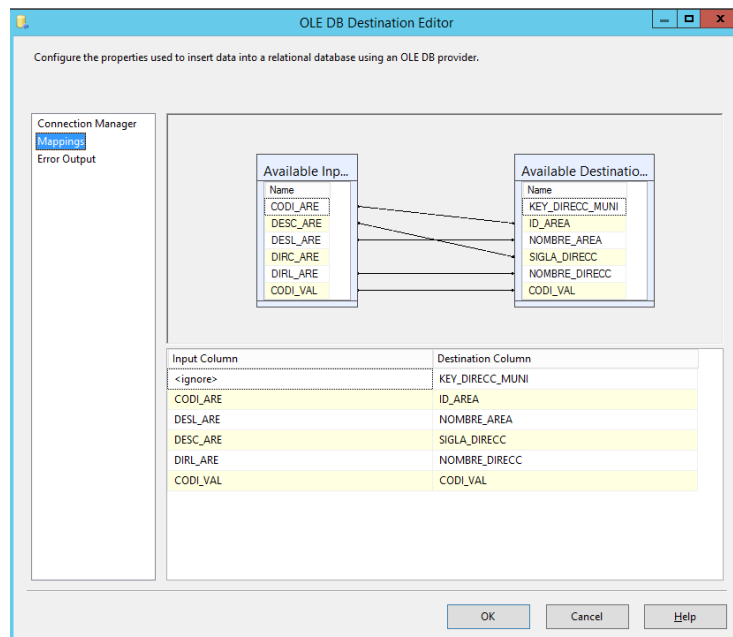 OLE DB Destination Editor
Configure the properties used to insert data into a relational database using an OLE DB provider.
Connection Manager
Mappings
Error Output
Available Inp...
Name
CODI_ARE
DESC_ARE
DESL_ARE
DIRC_ARE
DIRL_ARE
CODI_VAL
Available Destinatio...
Name
KEY_DIRECC_MUNI
ID_AREA
NOMBRE_AREA
SIGLA_DIRECC
NOMBRE_DIRECC
CODI_VAL
Input Column Destination Column
<ignore> KEY_DIRECC_MUNI
CODI_ARE ID_AREA
DESL_ARE NOMBRE_AREA
DESC_ARE SIGLA_DIRECC
DIRL_ARE NOMBRE_DIRECC
CODI_VAL CODI_VAL
OK Cancel Help